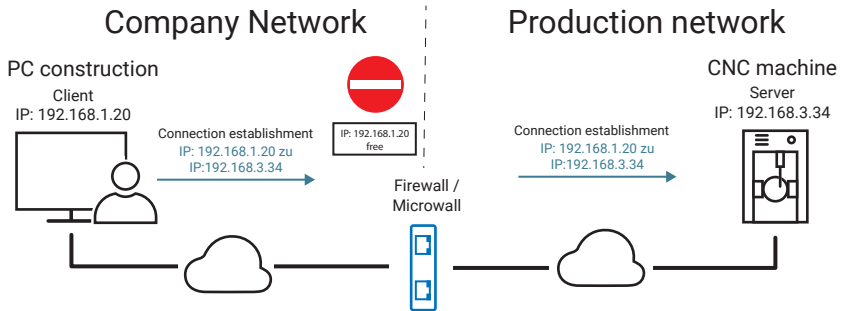 Company Network
Production network
PC construction
Client
IP: 192.168.1.20
Connection establishment
IP: 192.168.1.20 zu
IP:192.168.3.34
IP: 192.168.1.20
free
Firewall /
Microwall
Connection establishment
IP: 192.168.1.20 zu
IP:192.168.3.34
CNC machine
Server
IP: 192.168.3.34